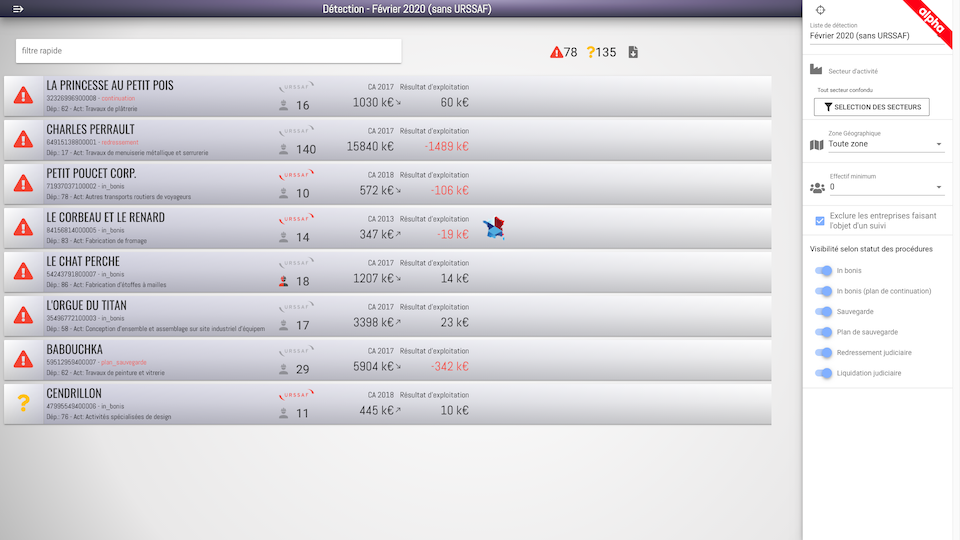 Détection - Février 2020 (sans URSSAF)
filtre rapide
78
?135
LA PRINCESSE AU PETIT POIS
32326996900008 - continuation
Dép.: 62 - Act: Travaux de plâtrerie
URSSAF
16
CA 2017 Résultat d'exploitation
1030 k€ 60 k€
CHARLES PERRAULT
64915138800001 - redressement
Dép.: 17 - Act: Travaux de menuiserie métallique et serrurerie
URSSAF
140
CA 2017 Résultat d'exploitation
15840 k€ -1489 k€
PETIT POUCET CORP.
71937037100002 - in_bonis
Dép.: 78 - Act: Autres transports routiers de voyageurs
URSSAF
10
CA 2018 Résultat d'exploitation
572 k€ -106 k€
LE CORBEAU ET LE RENARD
84156814000005 - in_bonis
Dép.: 83 - Act: Fabrication de fromage
URSSAF
14
CA 2013 Résultat d'exploitation
347 k€ -19 k€
LE CHAT PERCHE
54243791800007 - in_bonis
Dép.: 86 - Act: Fabrication d'étoffes à mailles
URSSAF
18
CA 2017 Résultat d'exploitation
1207 k€ 14 k€
L'ORGUE DU TITAN
35496772100003 - in_bonis
Dép.: 58 - Act: Conception d'ensemble et assemblage sur site industriel d'équipem
URSSAF
17
CA 2017 Résultat d'exploitation
3398 k€ 23 k€
BABOUCHKA
59512959400007 - plan_sauvegarde
Dép.: 62 - Act: Travaux de peinture et vitrerie
URSSAF
29
CA 2017 Résultat d'exploitation
5904 k€ -342 k€
?
CENDRILLON
47995549400006 - in_bonis
Dép.: 76 - Act: Activités spécialisées de design
URSSAF
11
CA 2018 Résultat d'exploitation
445 k€ 10 k€
alpha
Liste de détection
Février 2020 (sans URSSAF)
Secteur d'activité
Tout secteur confondu
SELECTION DES SECTEURS
Zone Géographique
Toute zone
Effectif minimum
0
Exclure les entreprises faisant
l'objet d'un suivi
Visibilité selon statut des procédures
In bonis
In bonis (plan de continuation)
Sauvegarde
Plan de sauvegarde
Redressement judiciaire
Liquidation judiciaire